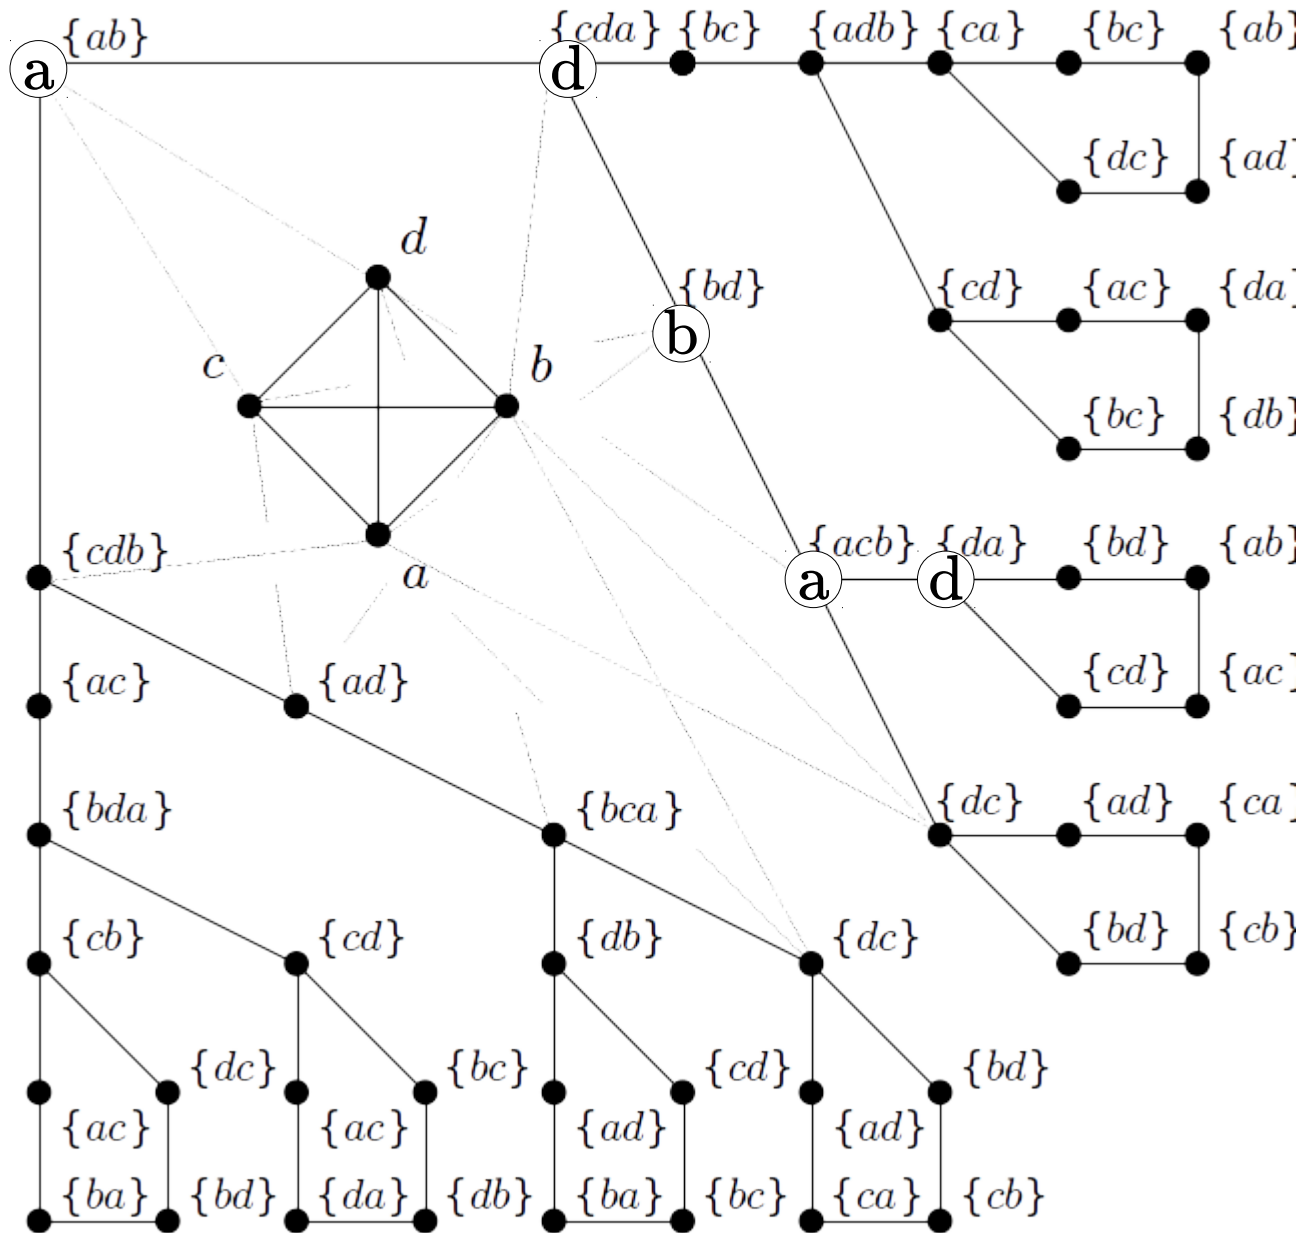 {ab} {cda} {bc} {adb} {ca} {bc} {ab}
a d
{dc} {ad}
d
{bd} {cd} {ac} {da}
b
c b
{bc} {db}
{cdb} {acb} {da} {bd} {ab}
a a d
{ac} {ad} {cd} {ac}
{bda} {bca} {dc} {ad} {ca}
{cb} {cd} {db} {dc} {bd} {cb}
{dc} {bc} {cd} {bd}
{ac} {ac} {ad} {ad}
{ba} {bd} {da} {db} {ba} {bc} {ca} {cb}